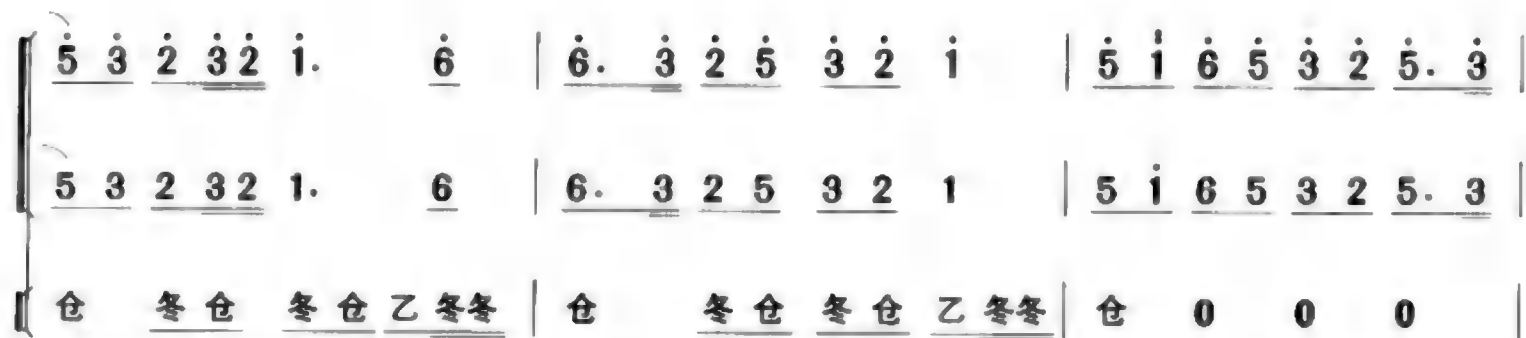 5̇ 3̇ 2̇ 3̇2̇ 1̇. 6̇ | 6̇. 3̇ 2̇ 5̇ 3̇ 2̇ 1̇ | 5̇ 1̈ 6̇ 5̇ 3̇ 2̇ 5̇. 3̇ |
5 3 2 32 1. 6 | 6. 3 2 5 3 2 1 | 5 1̇ 6 5 3 2 5. 3 |
仓 冬仓 冬仓 乙冬冬 | 仓 冬仓 冬仓 乙冬冬 | 仓 0 0 0 |